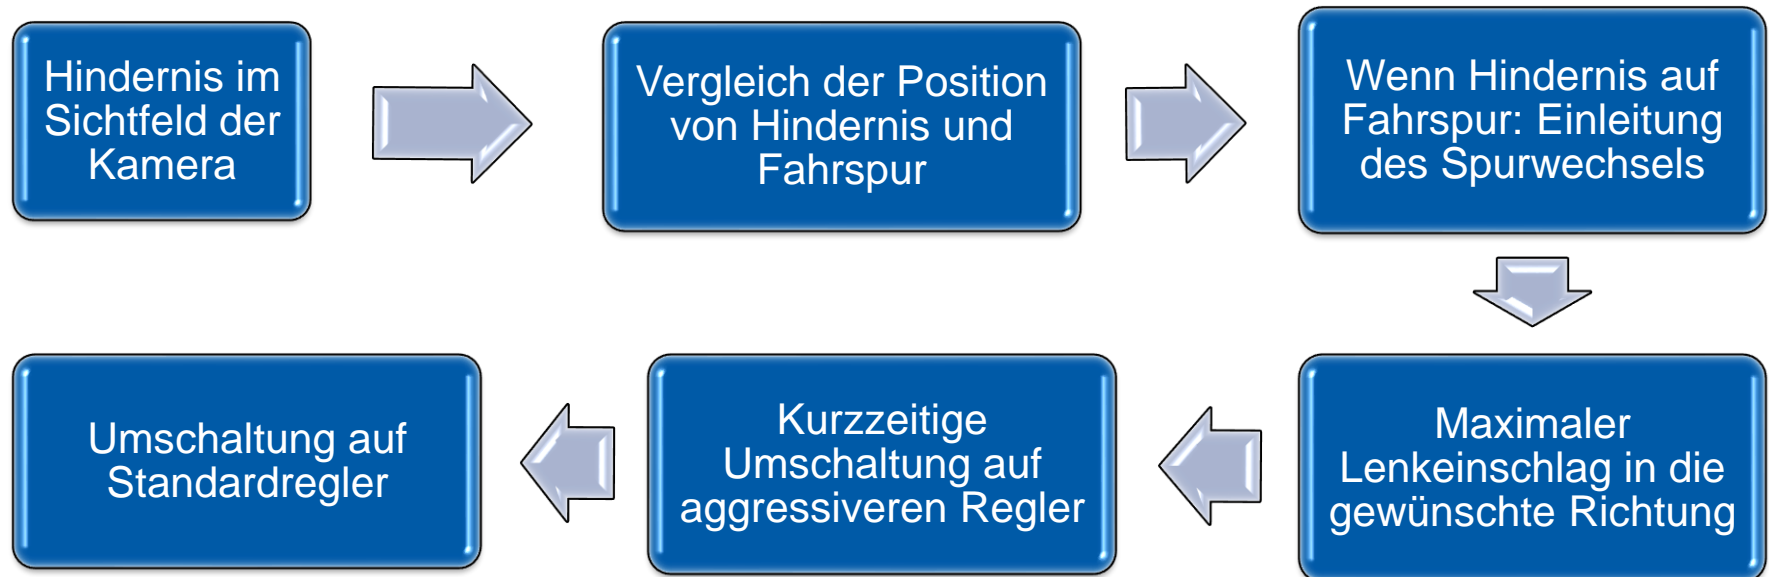 Hindernis im
Sichtfeld der
Kamera
Vergleich der Position
von Hindernis und
Fahrspur
Wenn Hindernis auf
Fahrspur: Einleitung
des Spurwechsels
Maximaler
Lenkeinschlag in die
gewünschte Richtung
Kurzzeitige
Umschaltung auf
aggressiveren Regler
Umschaltung auf
Standardregler